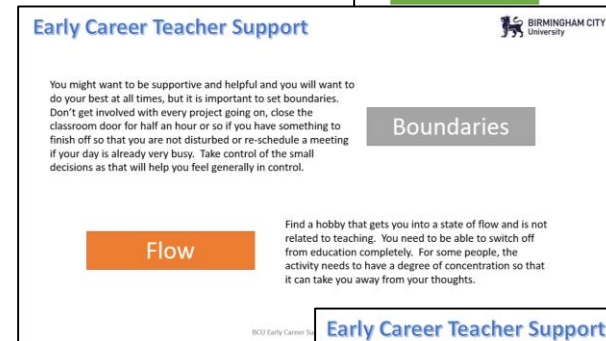 Early Career Teacher Support
BIRMINGHAM CITY
University
You might want to be supportive and helpful and you will want to
do your best at all times, but it is important to set boundaries.
Don't get involved with every project going on, close the
classroom door for half an hour or so if you have something to
finish off so that you are not disturbed or re-schedule a meeting
if your day is already very busy. Take control of the small
decisions as that will help you feel generally in control.
Boundaries
Flow
Find a hobby that gets you into a state of flow and is not
related to teaching. You need to be able to switch off
from education completely. For some people, the
activity needs to have a degree of concentration so that
it can take you away from your thoughts.
BCU Early Career
Early Career Teacher Support